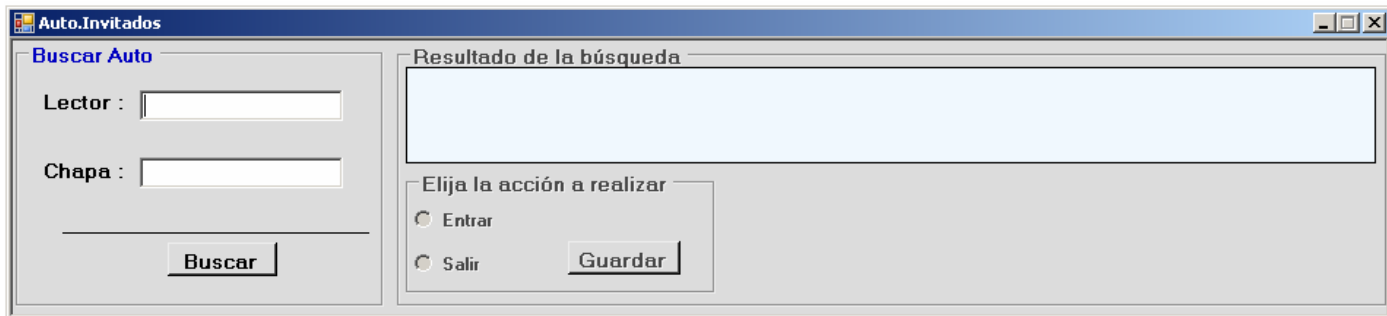 Auto.Invitados
Buscar Auto
Lector :
Chapa :
Buscar
Resultado de la búsqueda
Elija la acción a realizar
Entrar
Salir
Guardar